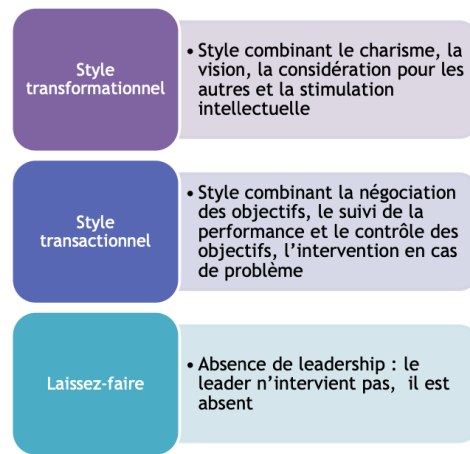 Style
transformationnel
• Style combinant le charisme, la
vision, la considération pour les
autres et la stimulation
intellectuelle
Style
transactionnel
• Style combinant la négociation
des objectifs, le suivi de la
performance et le contrôle des
objectifs, l’intervention en cas
de problème
Laissez-faire
• Absence de leadership : le
leader n’intervient pas, il est
absent